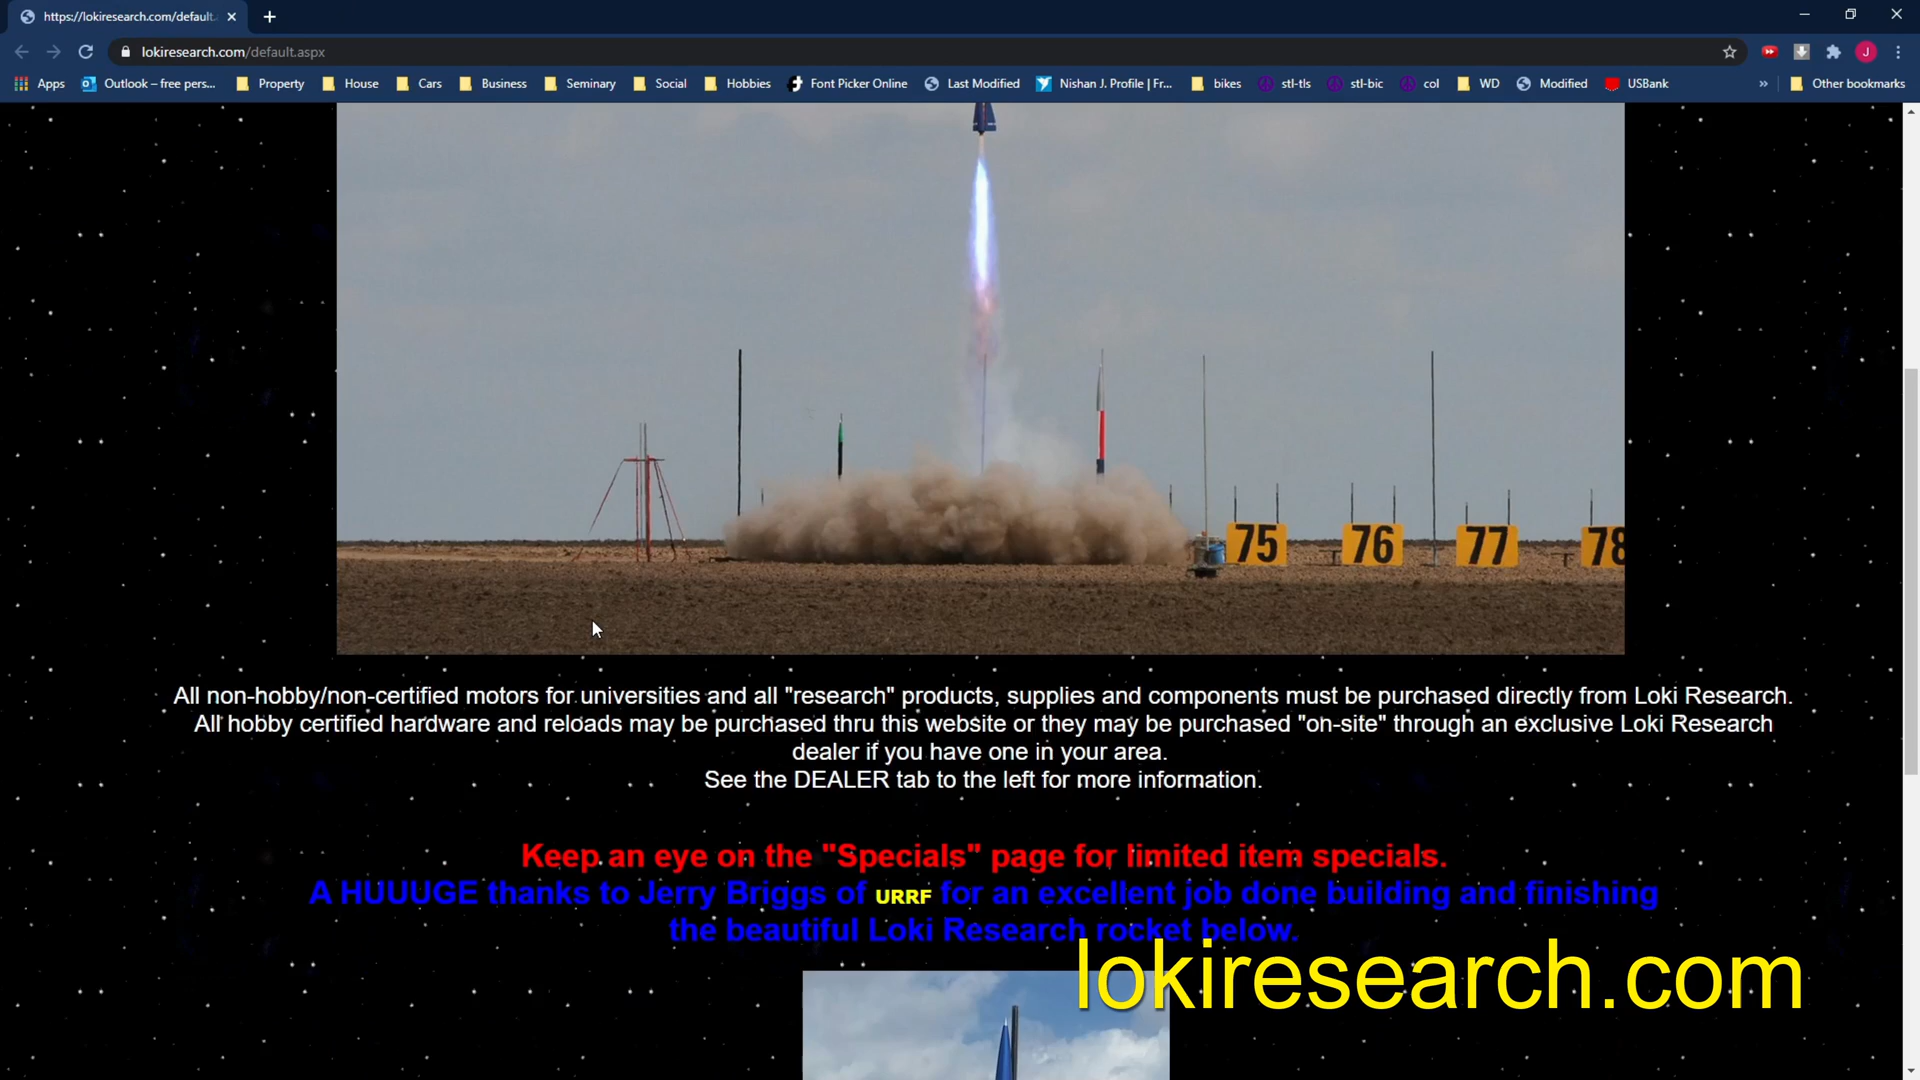 https://lokiresearch.com/default.
lokiresearch.com/default.aspx
J
Apps
Outlook – free pers...
Property
House
Cars
Business
Seminary
Social
Hobbies
Font Picker Online
Last Modified
Nishan J. Profile | Fr...
bikes
stl-tls
stl-bic
col
WD
Modified
USBank
»
Other bookmarks
75
76
77
78
All non-hobby/non-certified motors for universities and all "research" products, supplies and components must be purchased directly from Loki Research.
All hobby certified hardware and reloads may be purchased thru this website or they may be purchased "on-site" through an exclusive Loki Research
dealer if you have one in your area.
See the DEALER tab to the left for more information.
Keep an eye on the "Specials" page for limited item specials.
A HUUUGE thanks to Jerry Briggs of URRF for an excellent job done building and finishing
the beautiful Loki Research rocket below.
lokiresearch.com